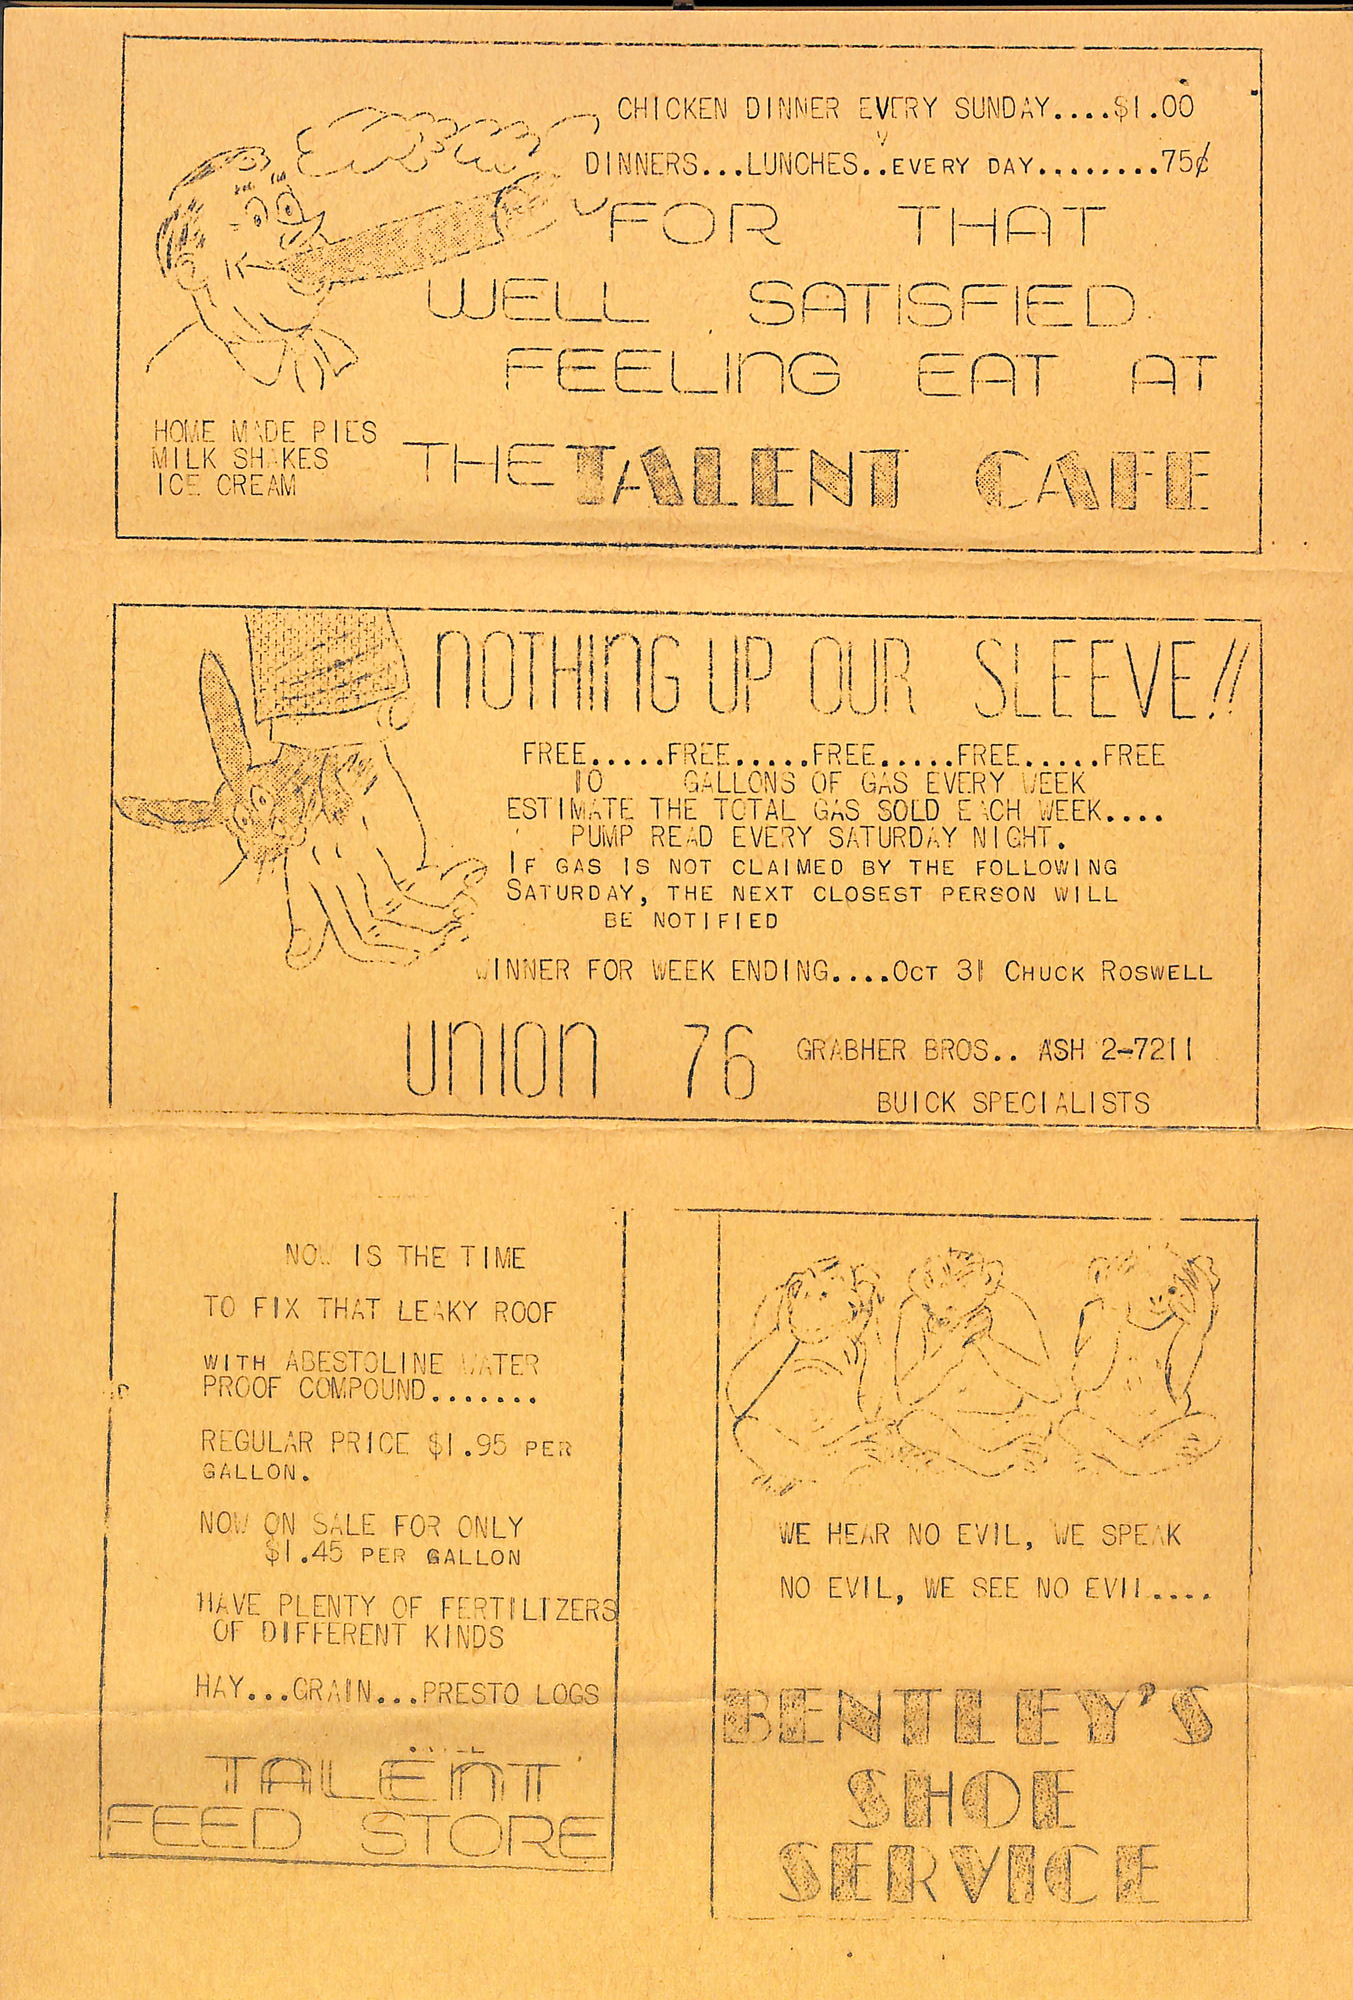 CHICKEN DINNER EVERY SUNDAY....$1.00
DINNERS...LUNCHES..EVERY DAY........75¢
FOR THAT
WELL SATISFIED
FEELING EAT AT
HOME MADE PIES
MILK SHAKES
ICE CREAM
THE TALENT CAFE
NOTHING UP OUR SLEEVE!!
FREE.....FREE.....FREE.....FREE.....FREE
10 GALLONS OF GAS EVERY WEEK
ESTIMATE THE TOTAL GAS SOLD EACH WEEK....
PUMP READ EVERY SATURDAY NIGHT.
IF GAS IS NOT CLAIMED BY THE FOLLOWING
SATURDAY, THE NEXT CLOSEST PERSON WILL
BE NOTIFIED
WINNER FOR WEEK ENDING....OCT 31 CHUCK ROSWELL
UNION 76
GRABHER BROS.. ASH 2-7211
BUICK SPECIALISTS
NOW IS THE TIME
TO FIX THAT LEAKY ROOF
WITH ABESTOLINE WATER
PROOF COMPOUND.......
REGULAR PRICE $1.95 PER
GALLON.
NOW ON SALE FOR ONLY
$1.45 PER GALLON
HAVE PLENTY OF FERTILIZERS
OF DIFFERENT KINDS
HAY...GRAIN...PRESTO LOGS
TALENT
FEED STORE
WE HEAR NO EVIL, WE SPEAK
NO EVIL, WE SEE NO EVIL....
BENTLEY'S
SHOE
SERVICE